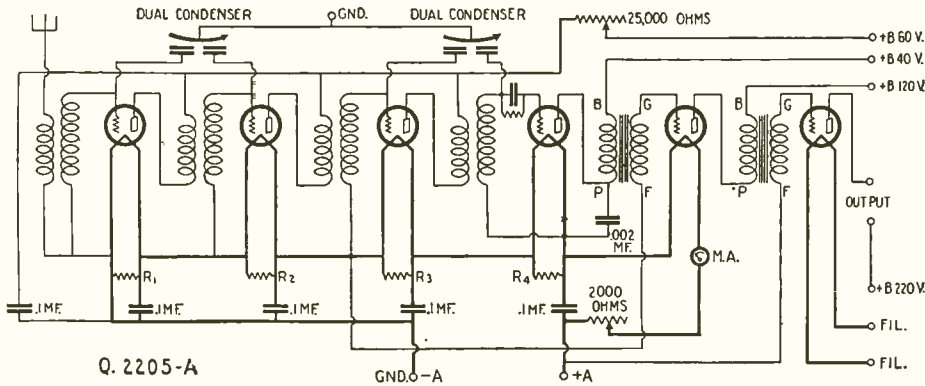 DUAL CONDENSER
GND.
DUAL CONDENSER
25,000 OHMS
+B 60 V.
+B 40 V.
+B 120 V.
B
G
B
G
P
F
P
F
OUTPUT
.002
MF.
M.A.
R1
R2
R3
R4
2000
OHMS
+B 220 V.
.1MF.
.1MF.
.1MF.
.1MF.
.1MF.
FIL.
FIL.
Q. 2205-A
GND.
-A
+A